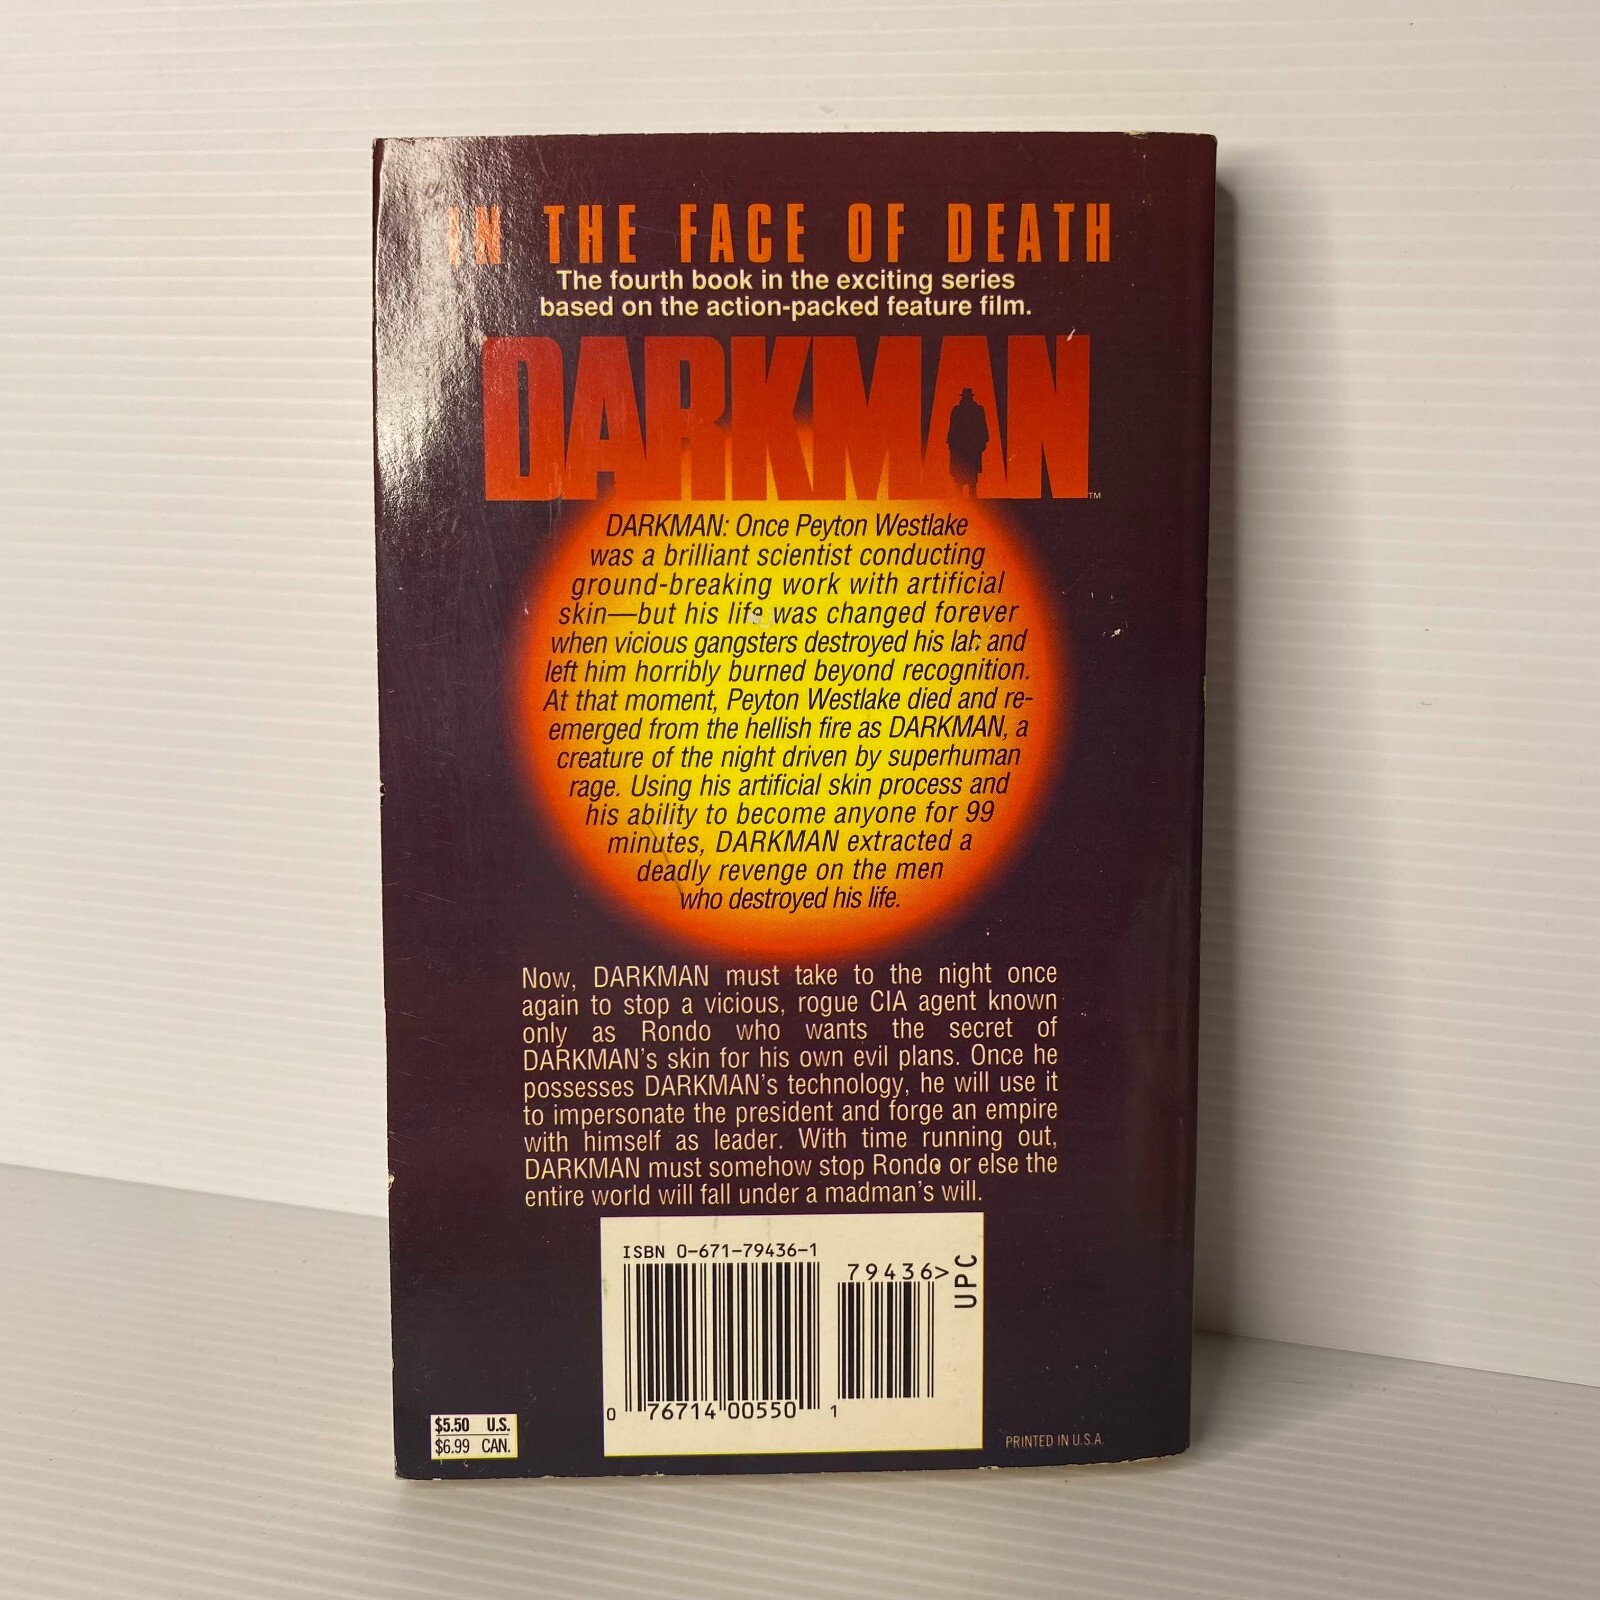 IN THE FACE OF DEATH
The fourth book in the exciting series
based on the action-packed feature film.
DARKMAN™
DARKMAN: Once Peyton Westlake
was a brilliant scientist conducting
ground-breaking work with artificial
skin—but his life was changed forever
when vicious gangsters destroyed his lab and
left him horribly burned beyond recognition.
At that moment, Peyton Westlake died and re-
emerged from the hellish fire as DARKMAN, a
creature of the night driven by superhuman
rage. Using his artificial skin process and
his ability to become anyone for 99
minutes, DARKMAN extracted a
deadly revenge on the men
who destroyed his life.
Now, DARKMAN must take to the night once
again to stop a vicious, rogue CIA agent known
only as Rondo who wants the secret of
DARKMAN's skin for his own evil plans. Once he
possesses DARKMAN's technology, he will use it
to impersonate the president and forge an empire
with himself as leader. With time running out,
DARKMAN must somehow stop Rondo or else the
entire world will fall under a madman's will.
ISBN 0-671-79436-1
79436>
UPC
0 76714 00550 1
$5.50 U.S.
$6.99 CAN.
PRINTED IN U.S.A.